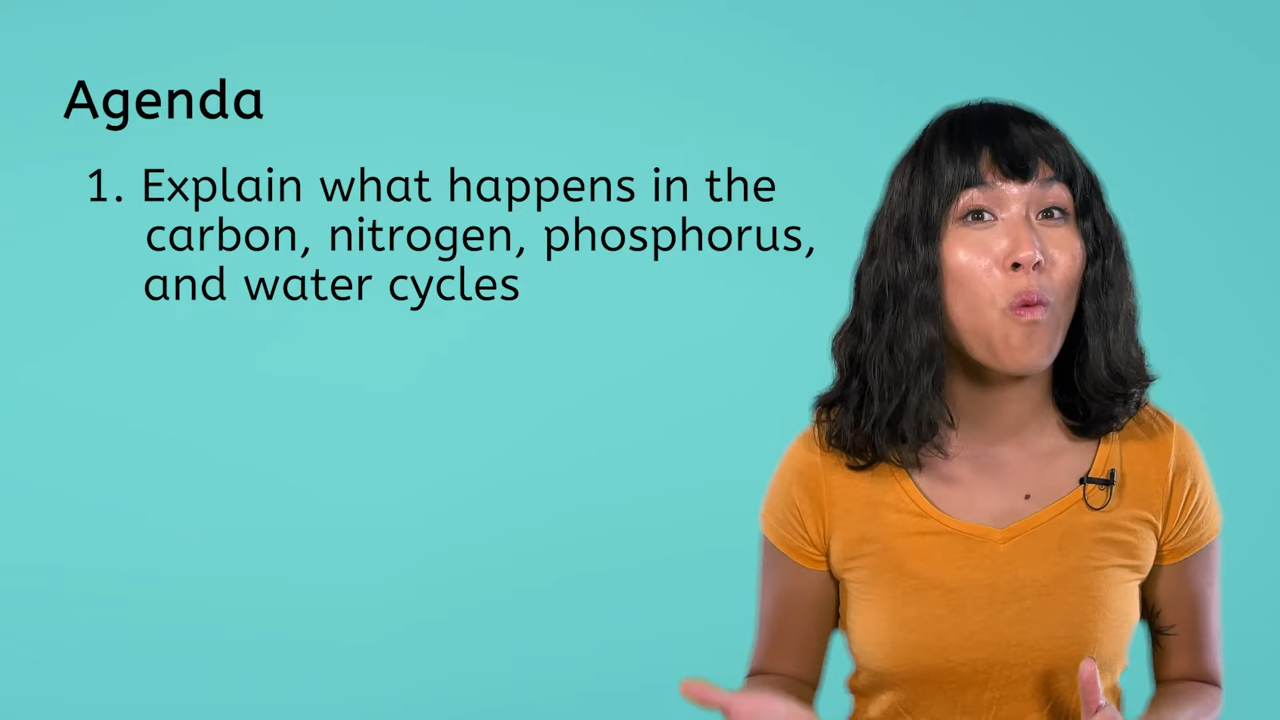 Agenda
1. Explain what happens in the
carbon, nitrogen, phosphorus,
and water cycles